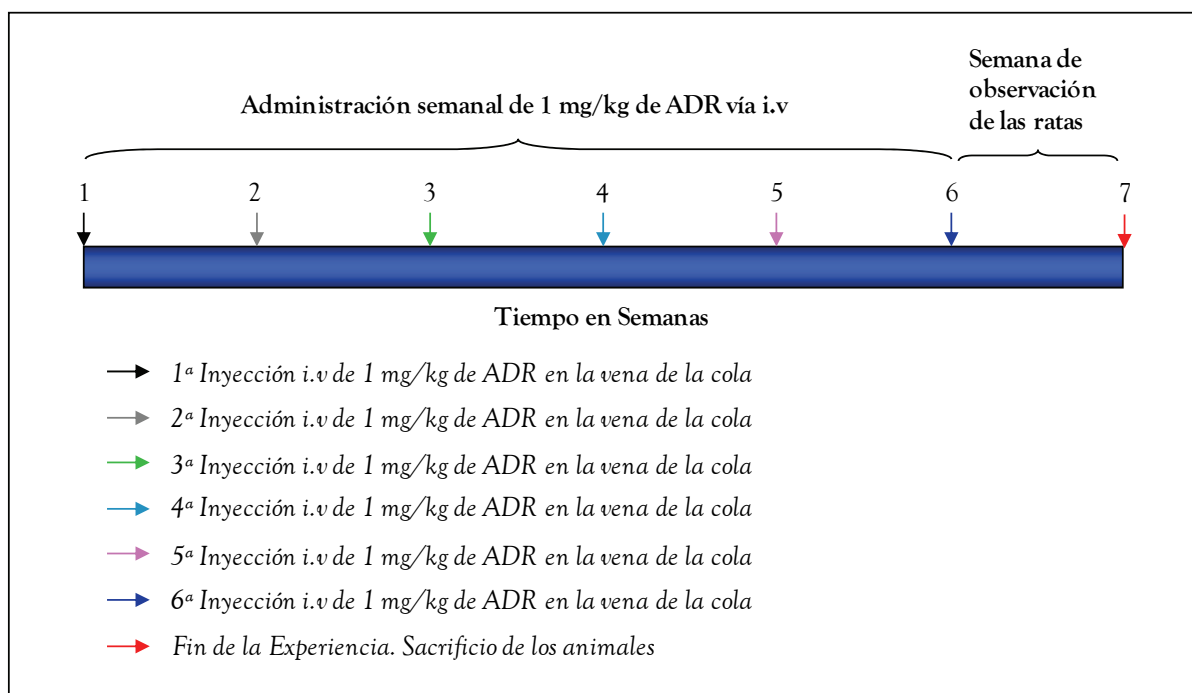 Semana de
observación
de las ratas
Administración semanal de 1 mg/kg de ADR vía i.v
1 2 3 4 5 6 7
Tiempo en Semanas
1ª Inyección i.v de 1 mg/kg de ADR en la vena de la cola
2ª Inyección i.v de 1 mg/kg de ADR en la vena de la cola
3ª Inyección i.v de 1 mg/kg de ADR en la vena de la cola
4ª Inyección i.v de 1 mg/kg de ADR en la vena de la cola
5ª Inyección i.v de 1 mg/kg de ADR en la vena de la cola
6ª Inyección i.v de 1 mg/kg de ADR en la vena de la cola
Fin de la Experiencia. Sacrificio de los animales